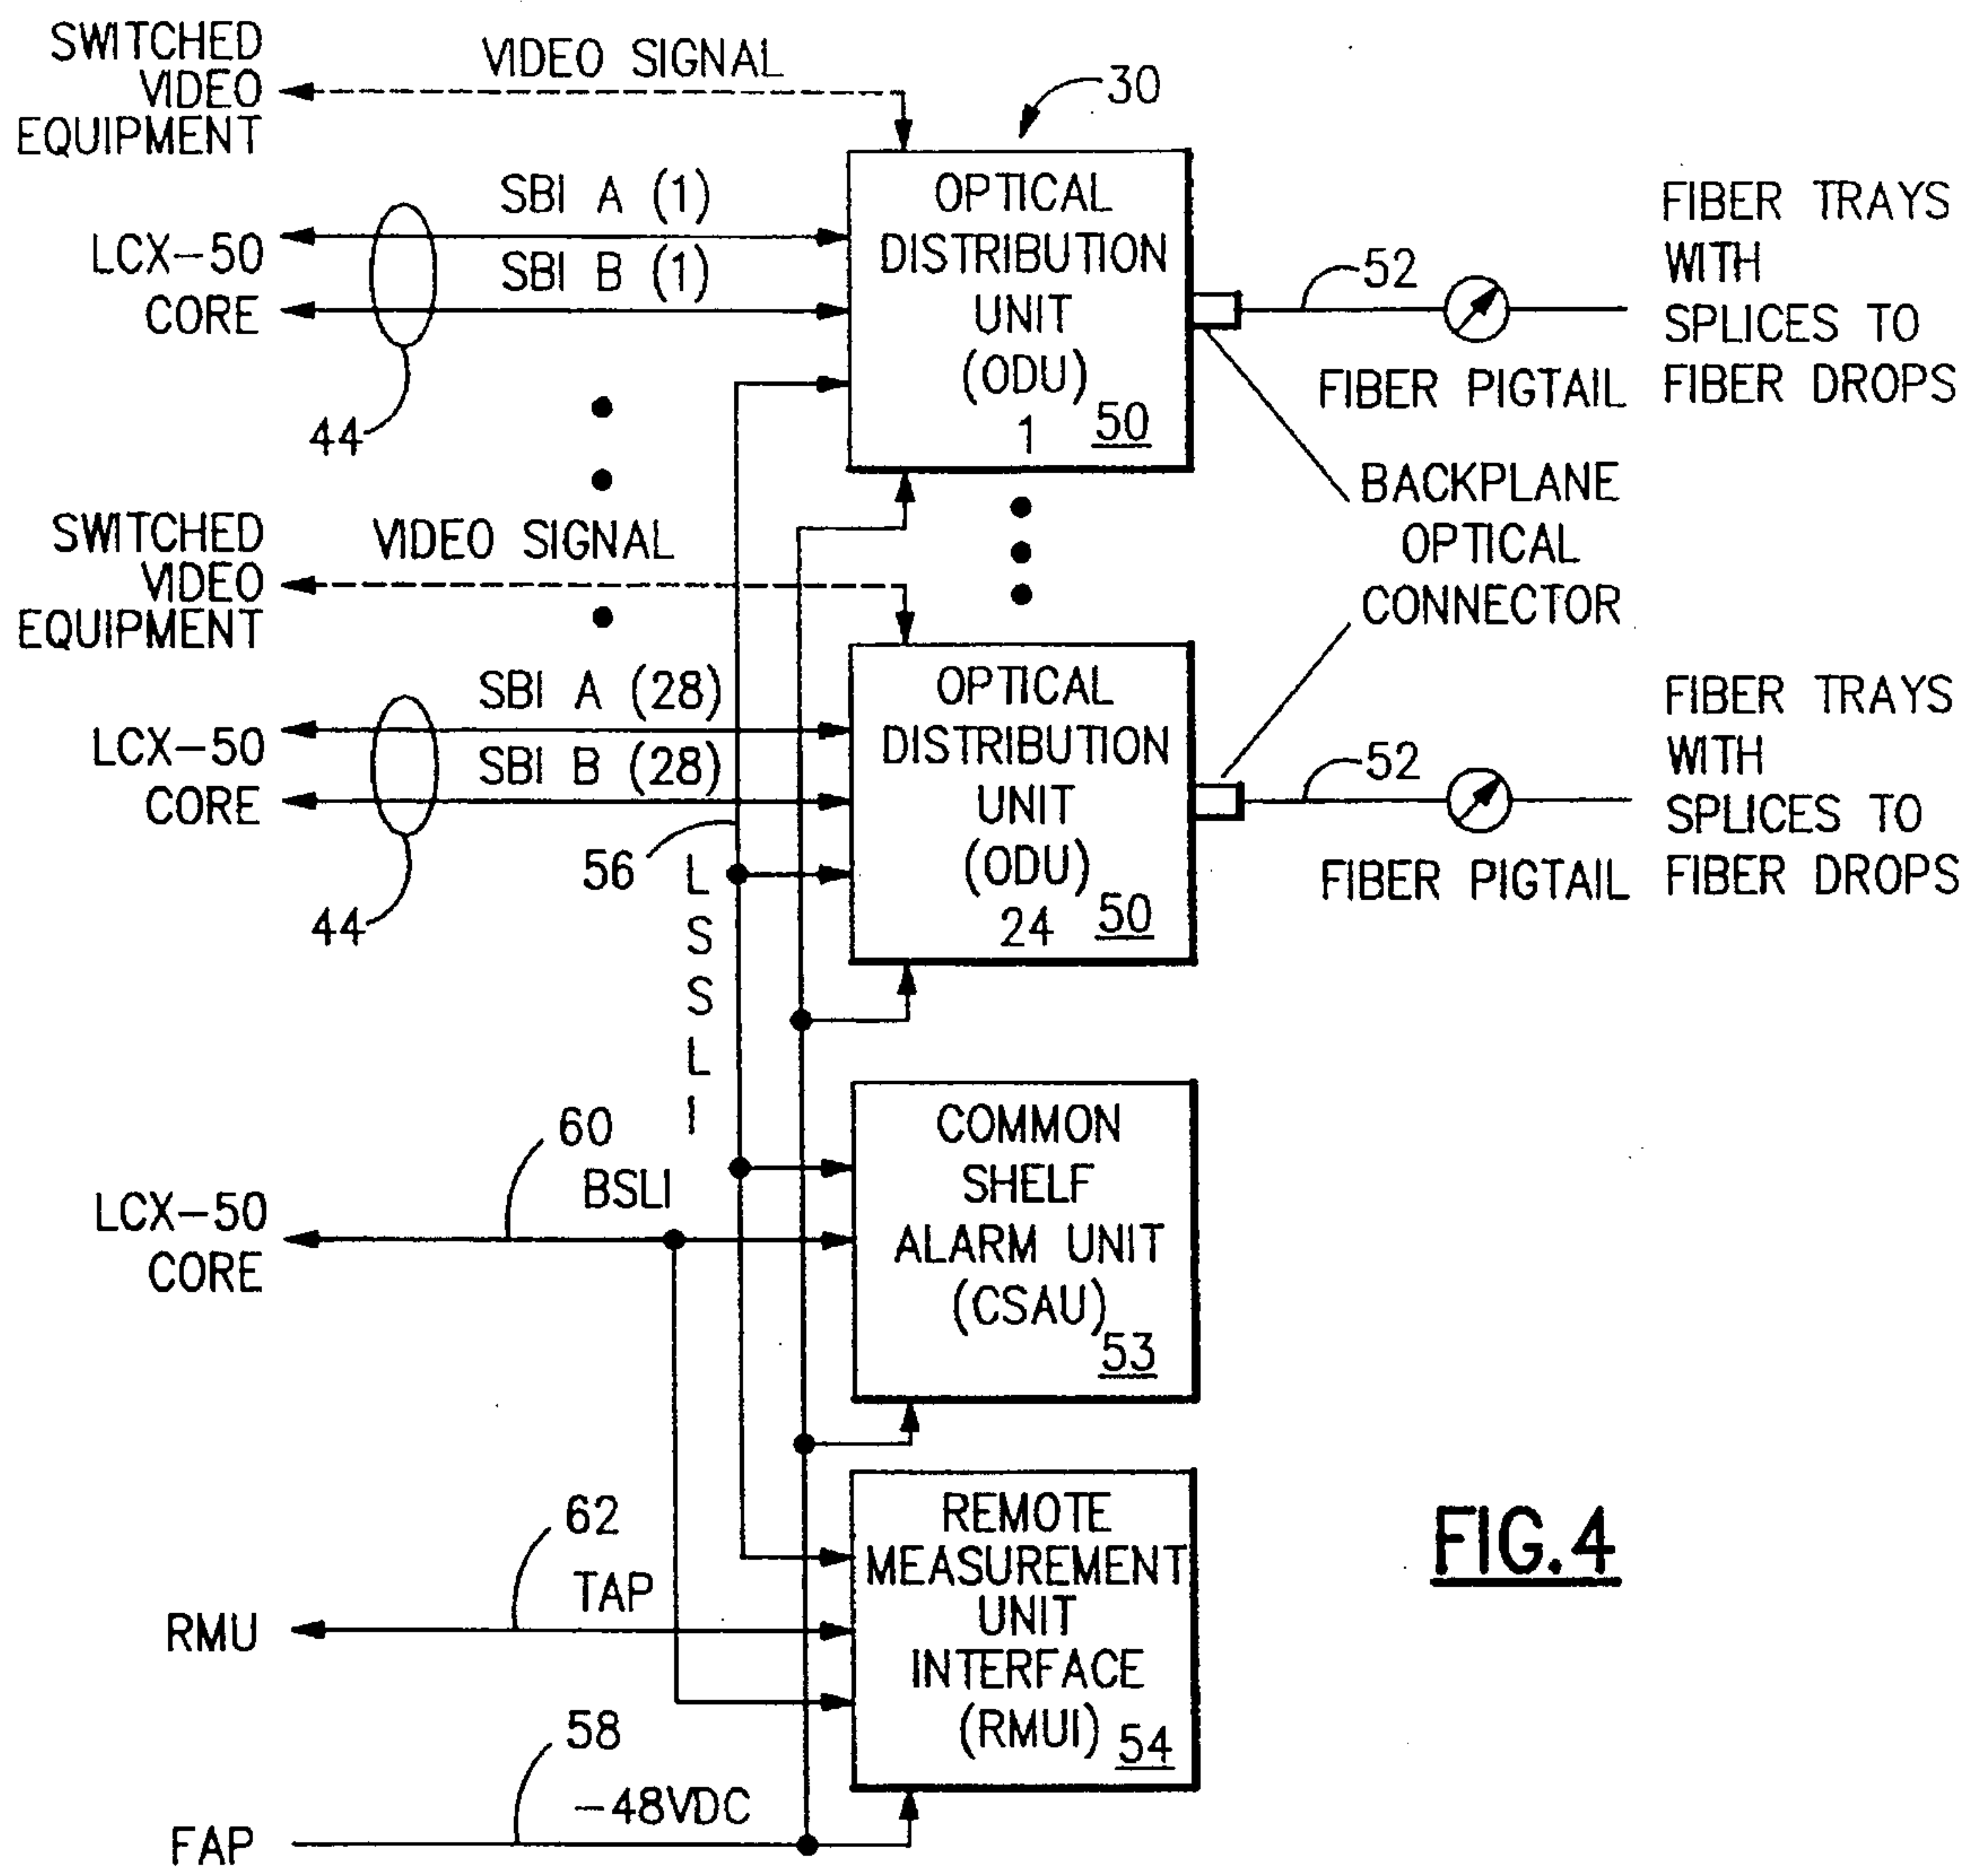 SWITCHED
VIDEO
EQUIPMENT
VIDEO SIGNAL
30
SBI A (1)
LCX-50
CORE
SBI B (1)
44
OPTICAL
DISTRIBUTION
UNIT
(ODU)
1 50
52
FIBER PIGTAIL
FIBER TRAYS
WITH
SPLICES TO
FIBER DROPS
BACKPLANE
OPTICAL
CONNECTOR
SWITCHED
VIDEO
EQUIPMENT
VIDEO SIGNAL
SBI A (28)
LCX-50
CORE
SBI B (28)
44
56
LSSLI
OPTICAL
DISTRIBUTION
UNIT
(ODU)
24 50
52
FIBER PIGTAIL
FIBER TRAYS
WITH
SPLICES TO
FIBER DROPS
60
BSLI
LCX-50
CORE
COMMON
SHELF
ALARM UNIT
(CSAU)
53
62
TAP
RMU
REMOTE
MEASUREMENT
UNIT
INTERFACE
(RMUI) 54
58
-48VDC
FAP
FIG.4